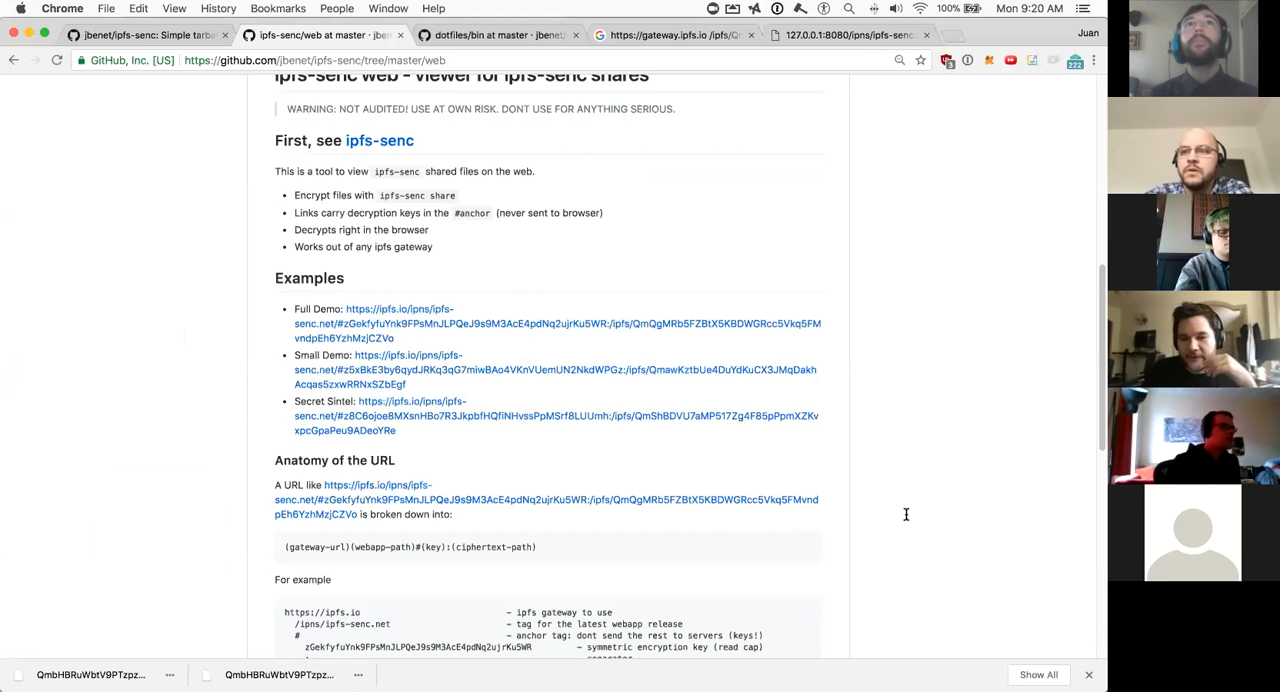 Chrome File Edit View History Bookmarks People Window Help 100% Mon 9:20 AM
jbenet/ipfs-senc: Simple tarba × ipfs-senc/web at master · jben × dotfiles/bin at master · jbenet/ × https://gateway.ipfs.io /ipfs/Q × 127.0.0.1:8080/ipns/ipfs-senc. × Juan
GitHub, Inc. [US] https://github.com/jbenet/ipfs-senc/tree/master/web 3 222
ipfs-senc web - viewer for ipfs-senc shares
WARNING: NOT AUDITED! USE AT OWN RISK. DONT USE FOR ANYTHING SERIOUS.
First, see ipfs-senc
This is a tool to view ipfs-senc shared files on the web.
• Encrypt files with ipfs-senc share
• Links carry decryption keys in the #anchor (never sent to browser)
• Decrypts right in the browser
• Works out of any ipfs gateway
Examples
• Full Demo: https://ipfs.io/ipns/ipfs-
senc.net/#zGekfyfuYnk9FPsMnJLPQeJ9s9M3AcE4pdNq2ujrKu5WR:/ipfs/QmQgMRb5FZBtX5KBDWGRcc5Vkq5FM
vndpEh6YzhMzjCZVo
• Small Demo: https://ipfs.io/ipns/ipfs-
senc.net/#z5xBkE3by6qydJRKq3qG7miwBAo4VKnVUemUN2NkdWPGz:/ipfs/QmawKztbUe4DuYdKuCX3JMqDakh
Acqas5zxwRRNxSZbEgf
• Secret Sintel: https://ipfs.io/ipns/ipfs-
senc.net/#z8C6ojoe8MXsnHBo7R3JkpbfHQfiNHvssPpMSrf8LUUmh:/ipfs/QmShBDVU7aMP517Zg4F85pPpmXZKv
xpcGpaPeu9ADeoYRe
Anatomy of the URL
A URL like https://ipfs.io/ipns/ipfs-
senc.net/#zGekfyfuYnk9FPsMnJLPQeJ9s9M3AcE4pdNq2ujrKu5WR:/ipfs/QmQgMRb5FZBtX5KBDWGRcc5Vkq5FMvnd
pEh6YzhMzjCZVo is broken down into:
(gateway-url)(webapp-path)#(key):(ciphertext-path)
For example
https://ipfs.io – ipfs gateway to use
/ipns/ipfs-senc.net – tag for the latest webapp release
# – anchor tag: dont send the rest to servers (keys!)
zGekfyfuYnk9FPsMnJLPQeJ9s9M3AcE4pdNq2ujrKu5WR – symmetric encryption key (read cap)
QmbHBRuWbtV9PTzpz... QmbHBRuWbtV9PTzpz... Show All